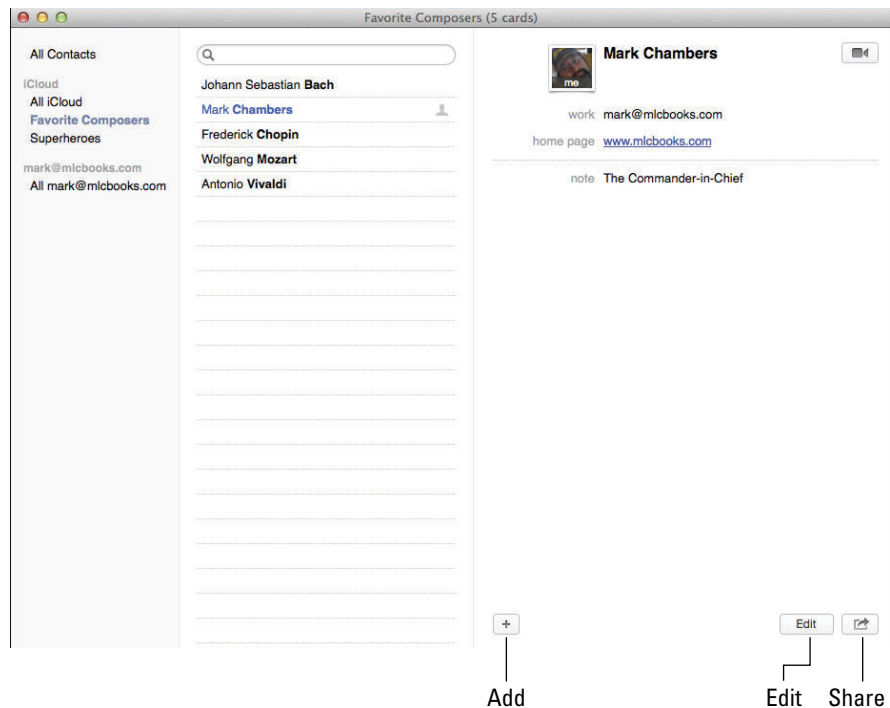 Favorite Composers (5 cards)
All Contacts
iCloud
All iCloud
Favorite Composers
Superheroes
mark@mlcbooks.com
All mark@mlcbooks.com
Johann Sebastian Bach
Mark Chambers
Frederick Chopin
Wolfgang Mozart
Antonio Vivaldi
me
Mark Chambers
work mark@mlcbooks.com
home page www.mlcbooks.com
note The Commander-in-Chief
+ Edit
Add Edit Share